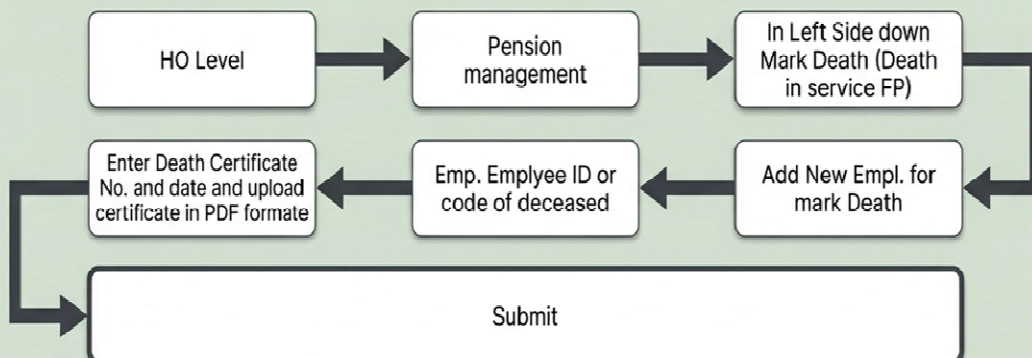 HO Level
Pension
management
In Left Side down
Mark Death (Death
in service FP)
Add New Empl. for
mark Death
Emp. Emplyee ID or
code of deceased
Enter Death Certificate
No. and date and upload
certificate in PDF formate
Submit